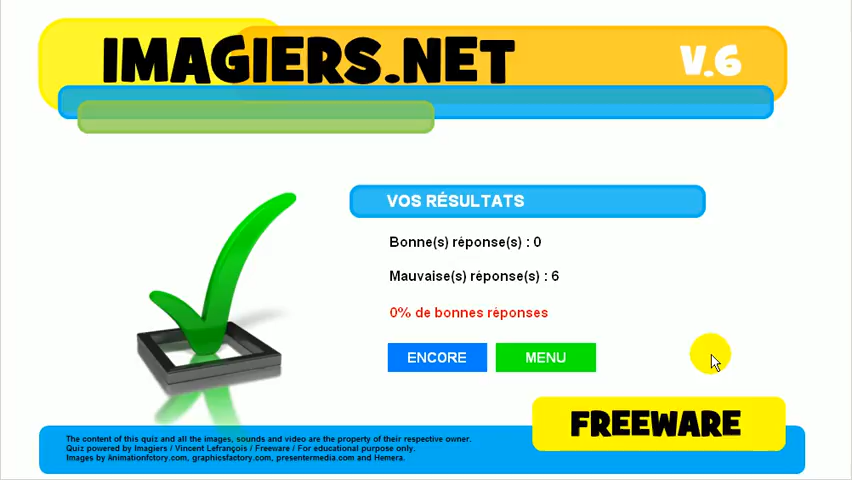 IMAGIERS.NET
V.6
VOS RÉSULTATS
Bonne(s) réponse(s) : 0
Mauvaise(s) réponse(s) : 6
0% de bonnes réponses
ENCORE
MENU
FREEWARE
The content of this quiz and all the images, sounds and video are the property of their respective owner.
Quiz powered by Imagiers / Vincent Lefrançois / Freeware / For educational purpose only.
Images by Animationfctory.com, graphicsfactory.com, presentermedia.com and Hemera.